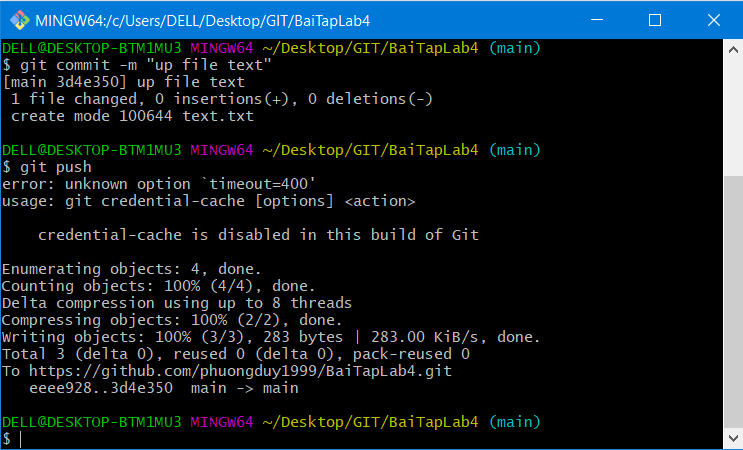 MINGW64:/c/Users/DELL/Desktop/GIT/BaiTapLab4
DELL@DESKTOP-BTM1MU3 MINGW64 ~/Desktop/GIT/BaiTapLab4 (main)
$ git commit -m "up file text"
[main 3d4e350] up file text
 1 file changed, 0 insertions(+), 0 deletions(-)
 create mode 100644 text.txt

DELL@DESKTOP-BTM1MU3 MINGW64 ~/Desktop/GIT/BaiTapLab4 (main)
$ git push
error: unknown option `timeout=400'
usage: git credential-cache [options] <action>

    credential-cache is disabled in this build of Git

Enumerating objects: 4, done.
Counting objects: 100% (4/4), done.
Delta compression using up to 8 threads
Compressing objects: 100% (2/2), done.
Writing objects: 100% (3/3), 283 bytes | 283.00 KiB/s, done.
Total 3 (delta 0), reused 0 (delta 0), pack-reused 0
To https://github.com/phuongduy1999/BaiTapLab4.git
   eeee928..3d4e350  main -> main

DELL@DESKTOP-BTM1MU3 MINGW64 ~/Desktop/GIT/BaiTapLab4 (main)
$